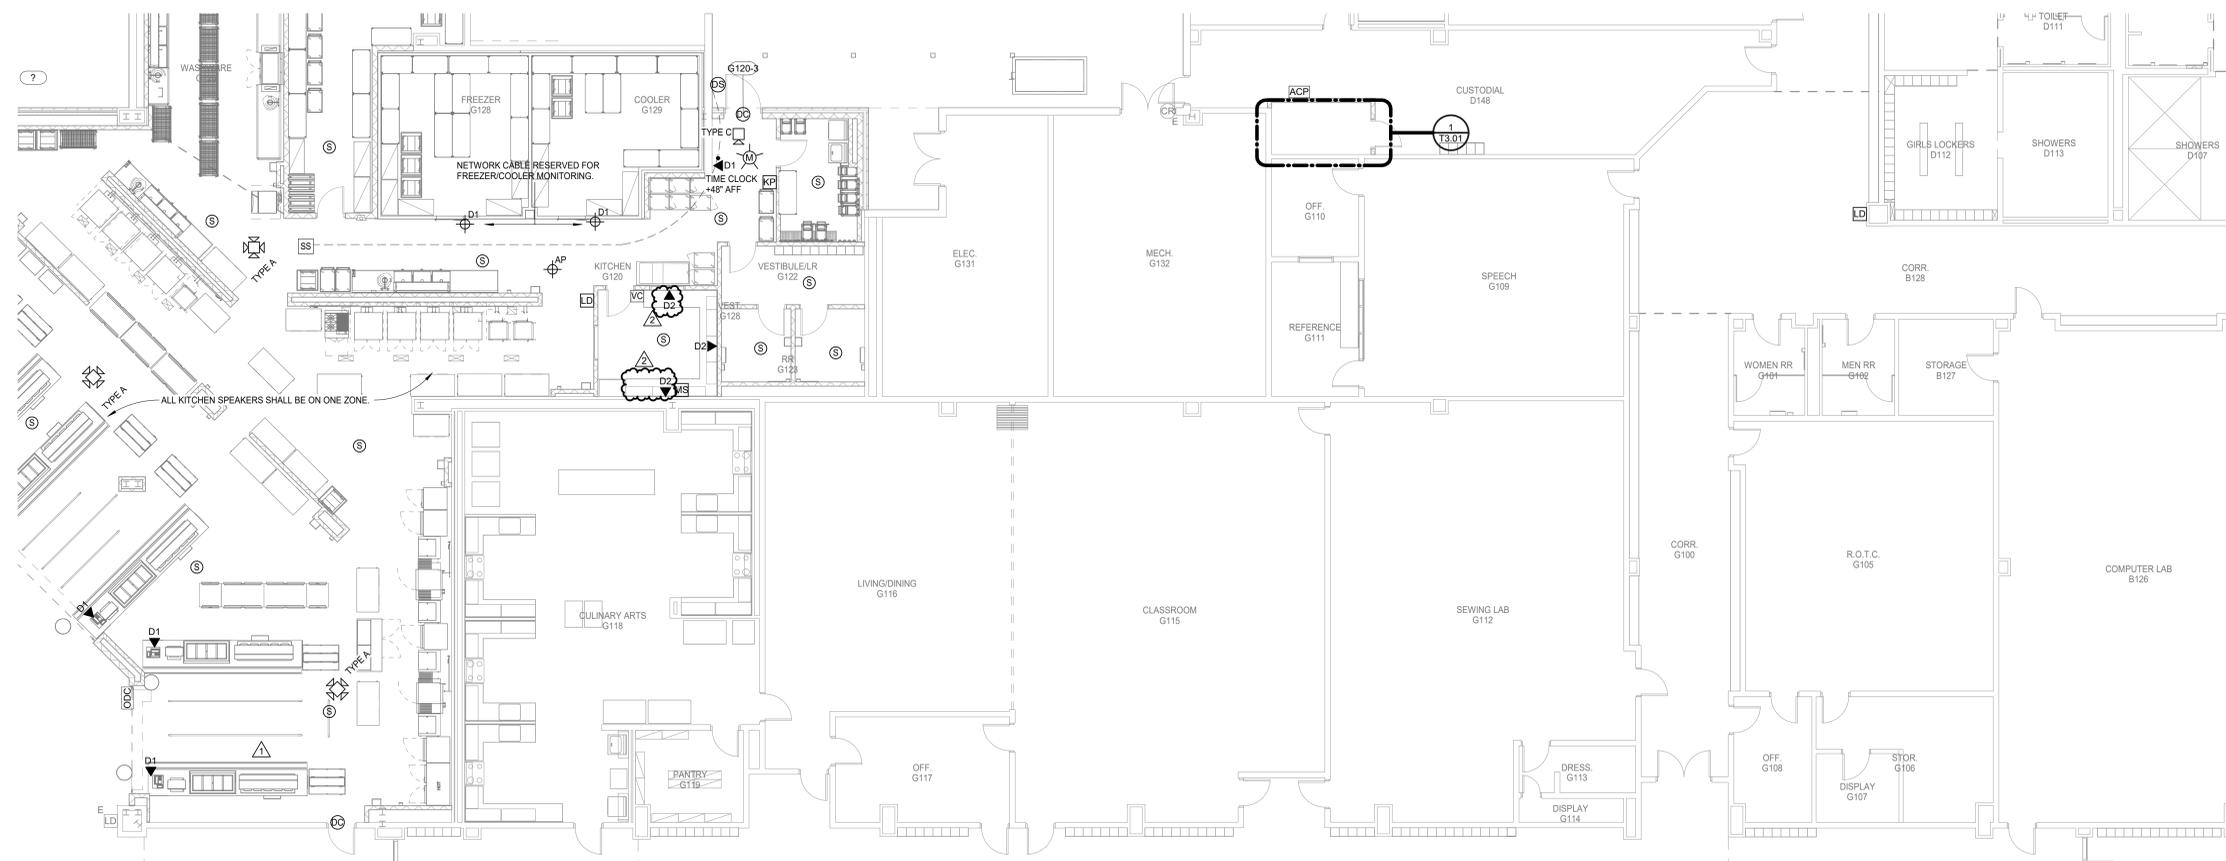 ?
WASHWARE
FREEZER
G128
COOLER
G129
G120-3
DS
DC
TYPE C
M
D1
TIME CLOCK
+48" AFF
KP
NETWORK CABLE RESERVED FOR
FREEZER/COOLER MONITORING.
S
S
S
S
D1
D1
SS
TYPE A
S
AP
KITCHEN
G120
VESTIBULE/LR
G122
S
LD
VC
D2
2
VEST.
G128
S
D2
S
S
RR
G123
2
D2
MS
TYPE A
ALL KITCHEN SPEAKERS SHALL BE ON ONE ZONE.
S
S
S
D1
D1
TYPE A
ODC
S
1
D1
E
LD
DC
HOT
CULINARY ARTS
G118
PANTRY
G119
LIVING/DINING
G116
OFF.
G117
CLASSROOM
G115
SEWING LAB
G112
DRESS.
G113
DISPLAY
G114
ELEC.
G131
MECH.
G132
CRI
E
ACP
CUSTODIAL
D148
1
T3.01
OFF.
G110
REFERENCE
G111
SPEECH
G109
TOILET
D111
GIRLS LOCKERS
D112
SHOWERS
D113
SHOWERS
D107
LD
CORR.
B128
WOMEN RR
G101
MEN RR
G102
STORAGE
B127
CORR.
G100
R.O.T.C.
G105
COMPUTER LAB
B126
OFF.
G108
STOR.
G106
DISPLAY
G107